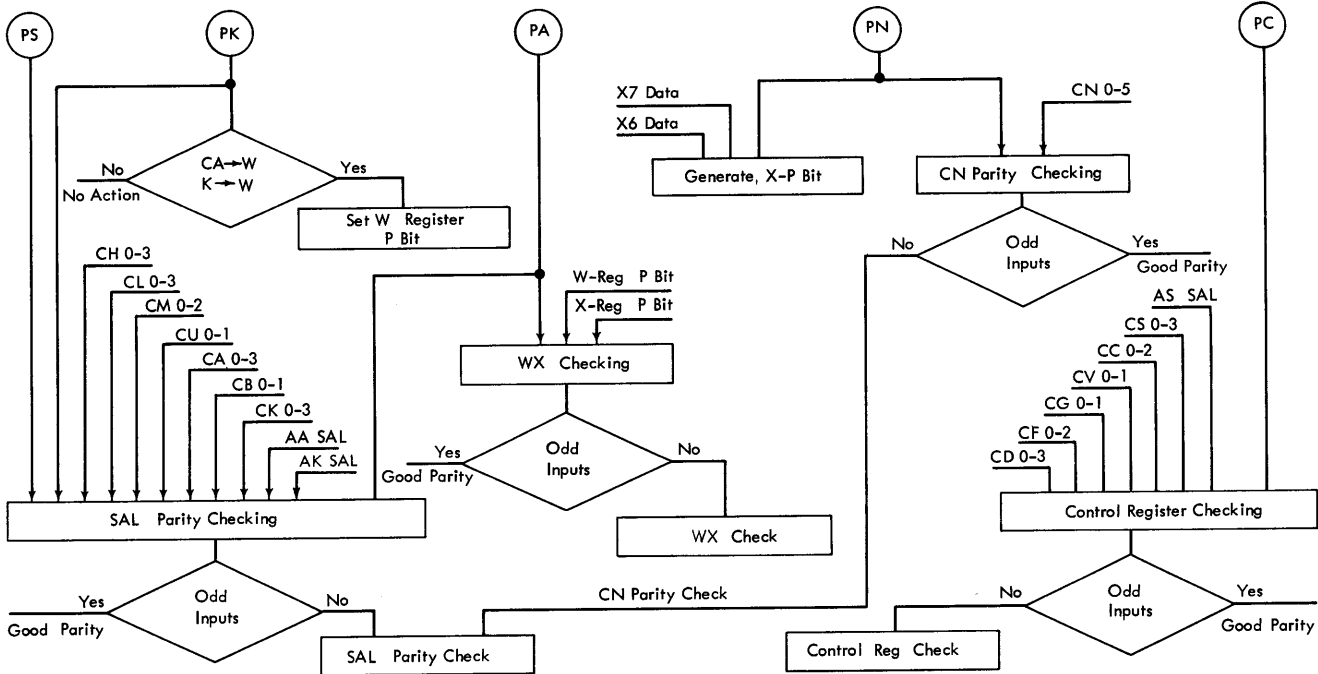 PS
PK
PA
PN
PC
X7 Data
X6 Data
CN 0-5
CA→W
K→W
No
No Action
Yes
Generate, X-P Bit
CN Parity Checking
Set W Register
P Bit
No
Odd
Inputs
Yes
Good Parity
CH 0-3
CL 0-3
CM 0-2
CU 0-1
CA 0-3
CB 0-1
CK 0-3
AA SAL
AK SAL
W-Reg P Bit
X-Reg P Bit
WX Checking
AS SAL
CS 0-3
CC 0-2
CV 0-1
CG 0-1
CF 0-2
CD 0-3
Yes
Good Parity
Odd
Inputs
No
SAL Parity Checking
WX Check
Control Register Checking
Yes
Good Parity
Odd
Inputs
No
CN Parity Check
SAL Parity Check
No
Odd
Inputs
Yes
Good Parity
Control Reg Check